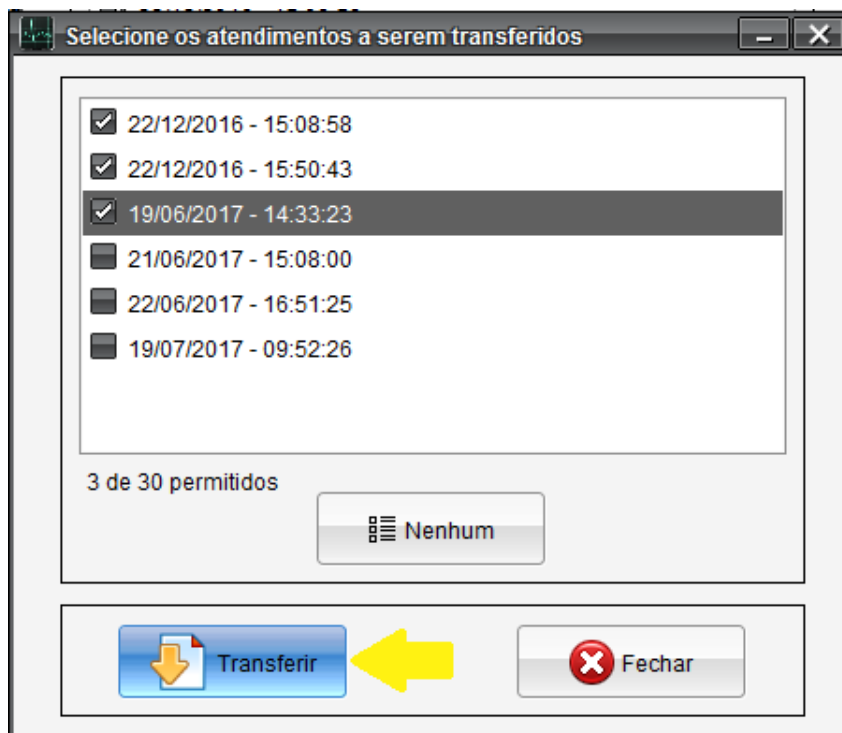 Selecione os atendimentos a serem transferidos
22/12/2016 - 15:08:58
22/12/2016 - 15:50:43
19/06/2017 - 14:33:23
21/06/2017 - 15:08:00
22/06/2017 - 16:51:25
19/07/2017 - 09:52:26
3 de 30 permitidos
Nenhum
Transferir
Fechar